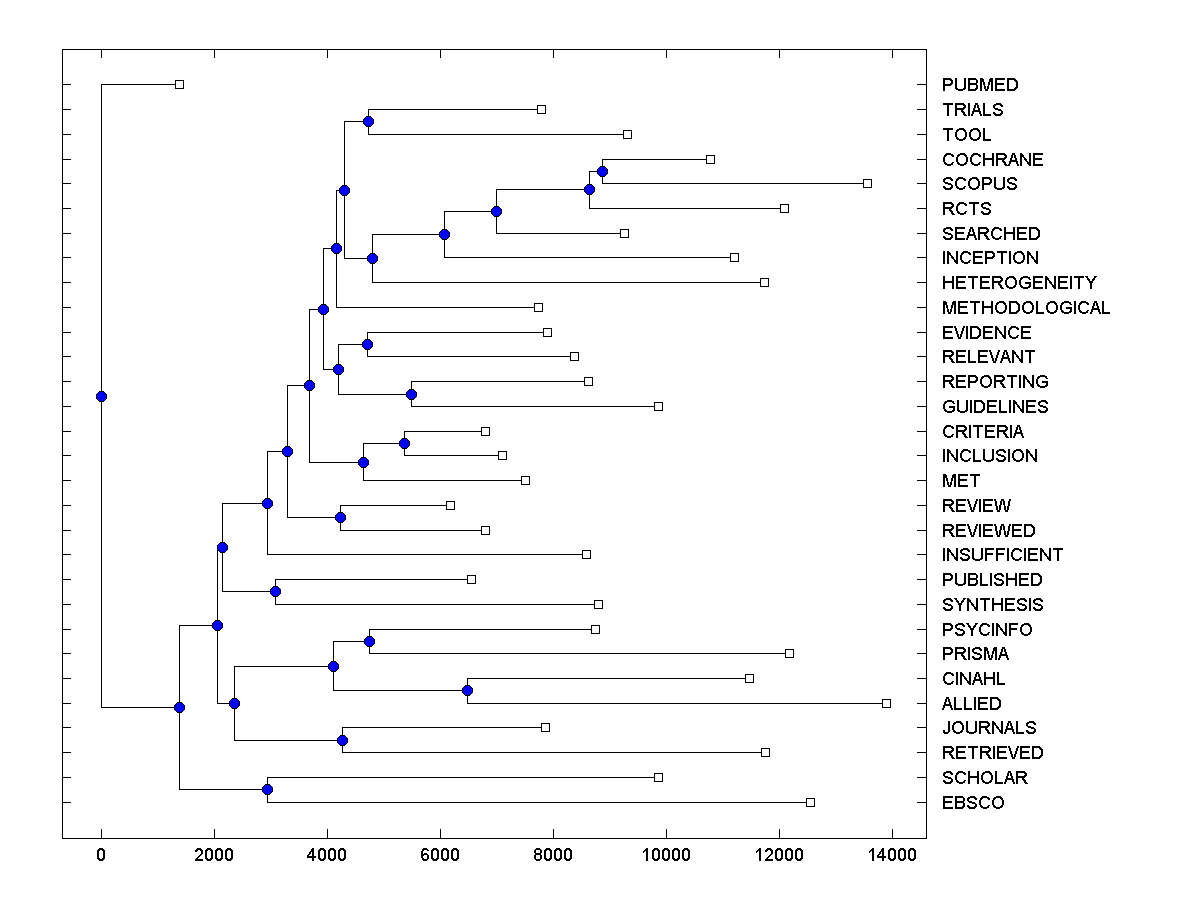 PUBMED
TRIALS
TOOL
COCHRANE
SCOPUS
RCTS
SEARCHED
INCEPTION
HETEROGENEITY
METHODOLOGICAL
EVIDENCE
RELEVANT
REPORTING
GUIDELINES
CRITERIA
INCLUSION
MET
REVIEW
REVIEWED
INSUFFICIENT
PUBLISHED
SYNTHESIS
PSYCINFO
PRISMA
CINAHL
ALLIED
JOURNALS
RETRIEVED
SCHOLAR
EBSCO
0 2000 4000 6000 8000 10000 12000 14000